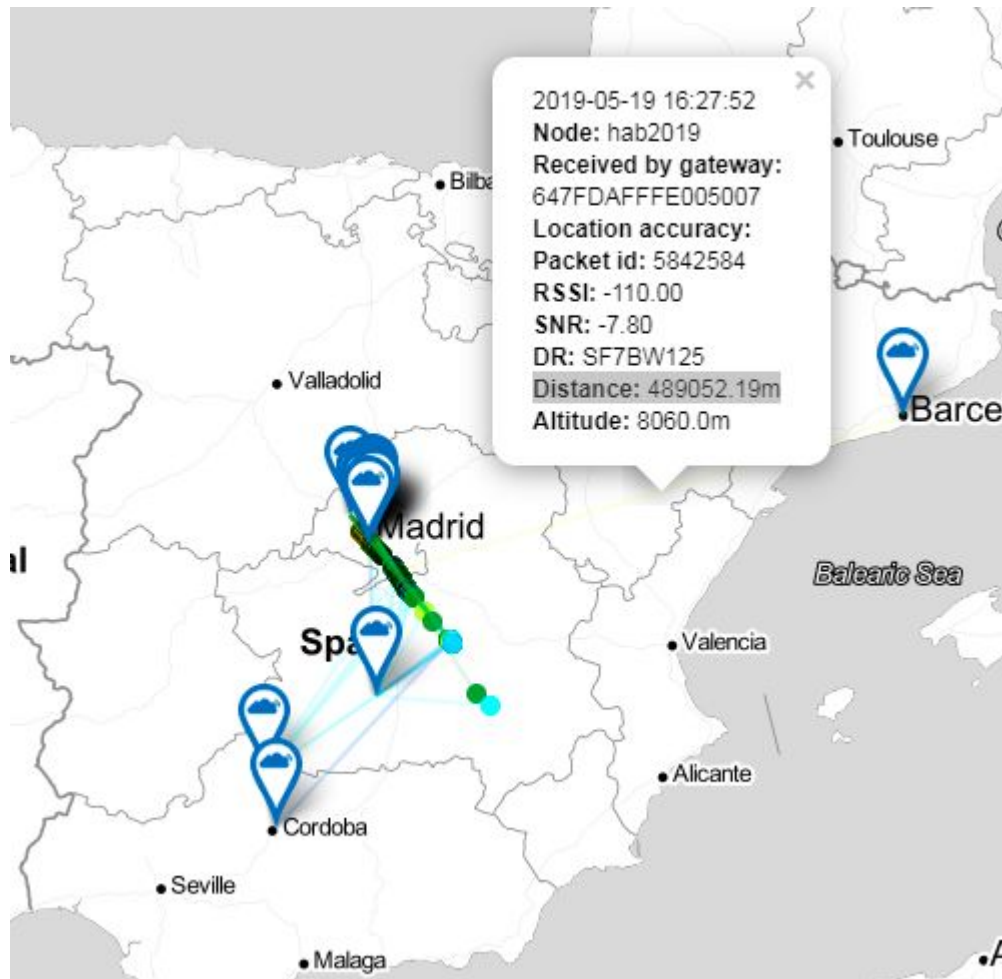 2019-05-19 16:27:52
Node: hab2019
Received by gateway:
647FDAFFFE005007
Location accuracy:
Packet id: 5842584
RSSI: -110.00
SNR: -7.80
DR: SF7BW125
Distance: 489052.19m
Altitude: 8060.0m
×
Toulouse
Bilba
Valladolid
Barce
Madrid
al
Balearic Sea
Spa
Valencia
Alicante
Cordoba
Seville
Malaga
A